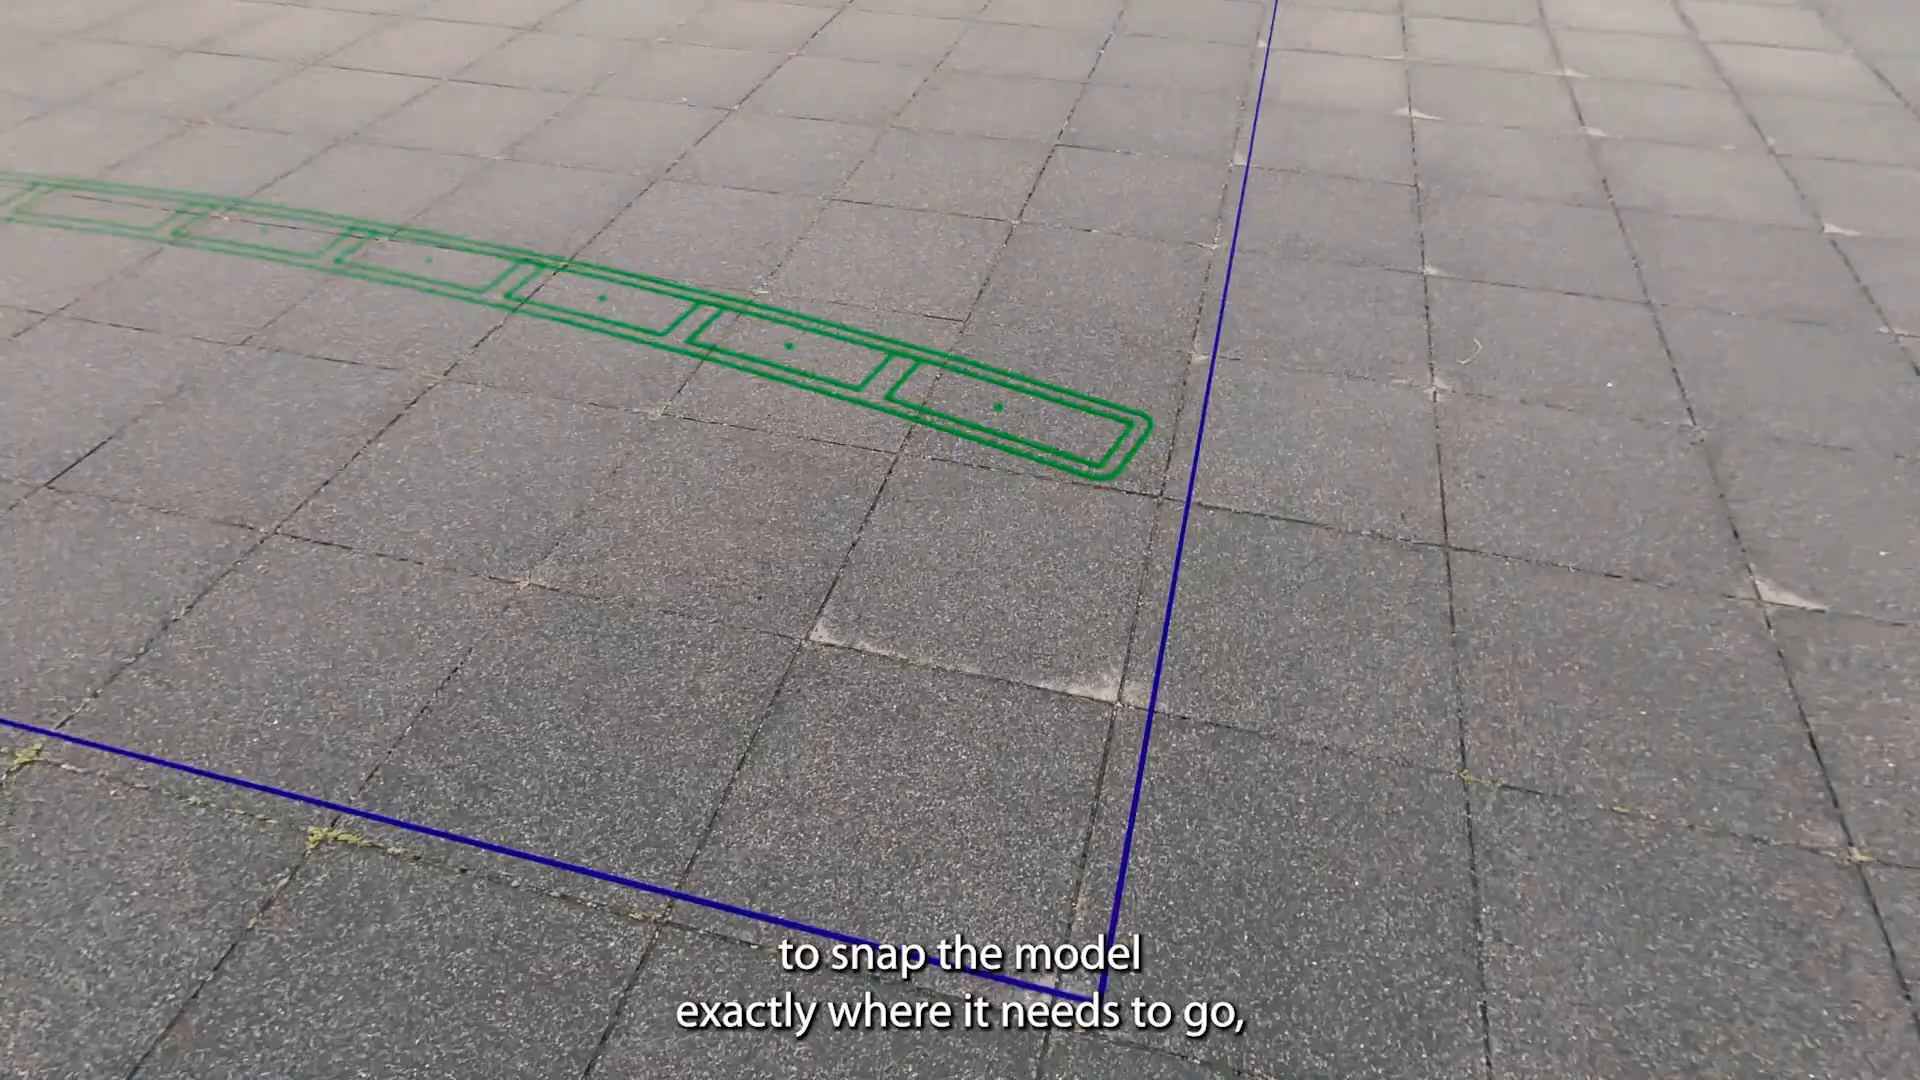 to snap the model
exactly where it needs to go,